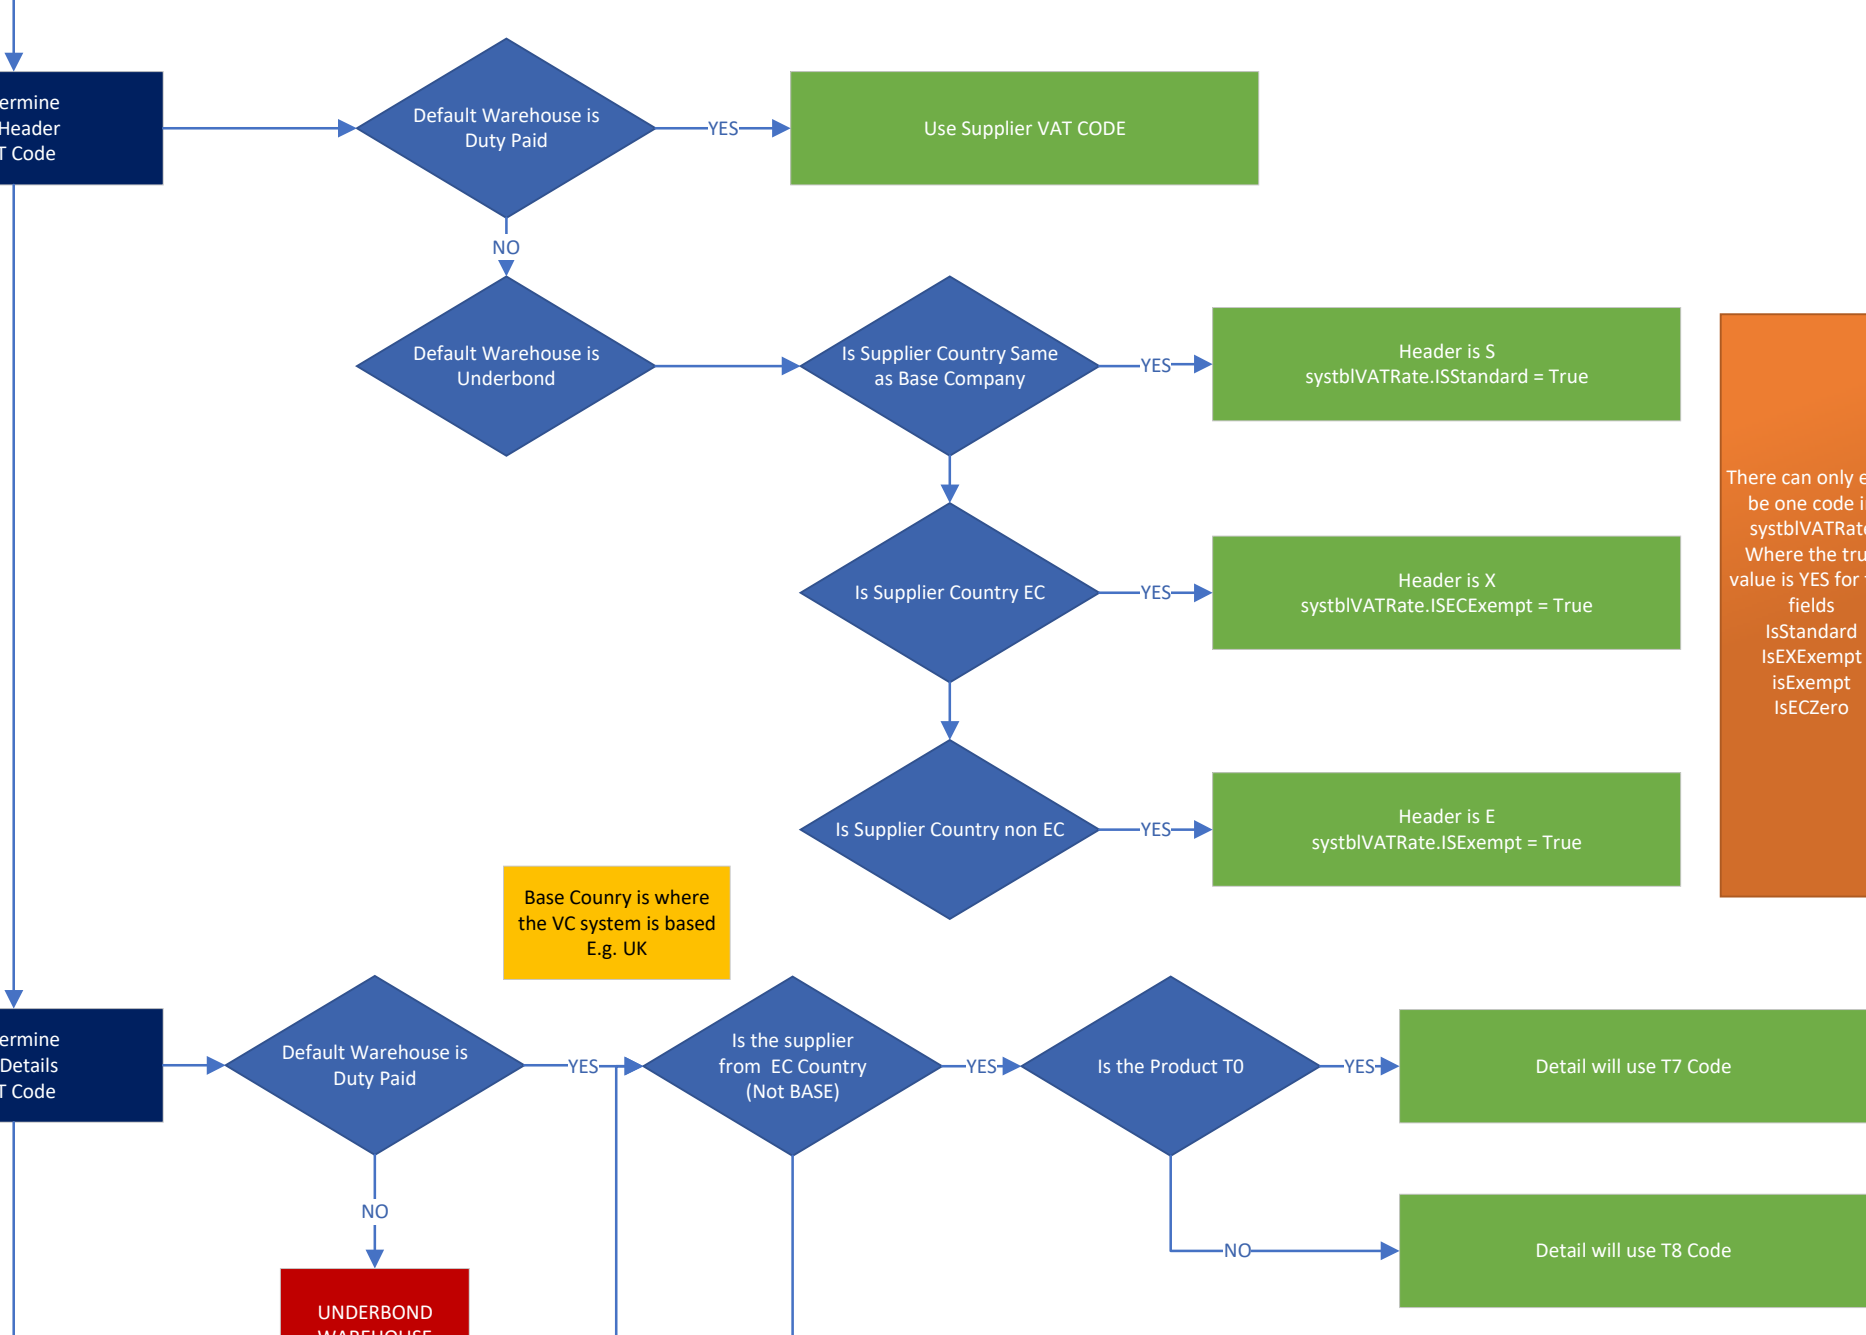 ermine
Header
T Code
Default Warehouse is
Duty Paid
YES
Use Supplier VAT CODE
NO
Default Warehouse is
Underbond
Is Supplier Country Same
as Base Company
YES
Header is S
systblVATRate.ISStandard = True
There can only e
be one code i
systblVATRate
Where the tru
value is YES for
fields
IsStandard
IsEXExempt
isExempt
IsECZero
Is Supplier Country EC
YES
Header is X
systblVATRate.ISECExempt = True
Is Supplier Country non EC
YES
Header is E
systblVATRate.ISExempt = True
Base Counry is where
the VC system is based
E.g. UK
ermine
Details
T Code
Default Warehouse is
Duty Paid
YES
Is the supplier
from EC Country
(Not BASE)
YES
Is the Product T0
YES
Detail will use T7 Code
NO
NO
Detail will use T8 Code
UNDERBOND
WAREHOUSE